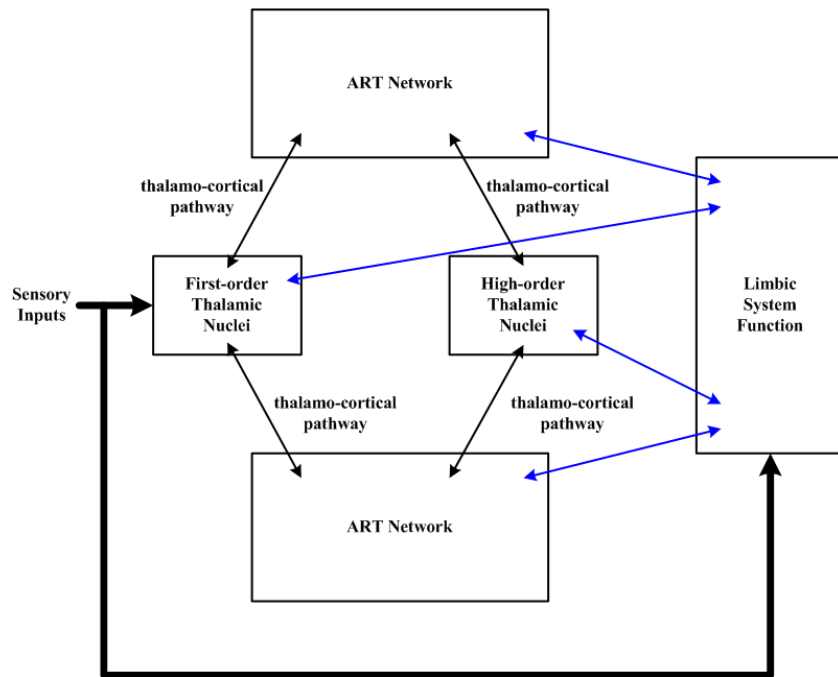 ART Network
thalamo-cortical
pathway
thalamo-cortical
pathway
Sensory
Inputs
First-order
Thalamic
Nuclei
High-order
Thalamic
Nuclei
Limbic
System
Function
thalamo-cortical
pathway
thalamo-cortical
pathway
ART Network